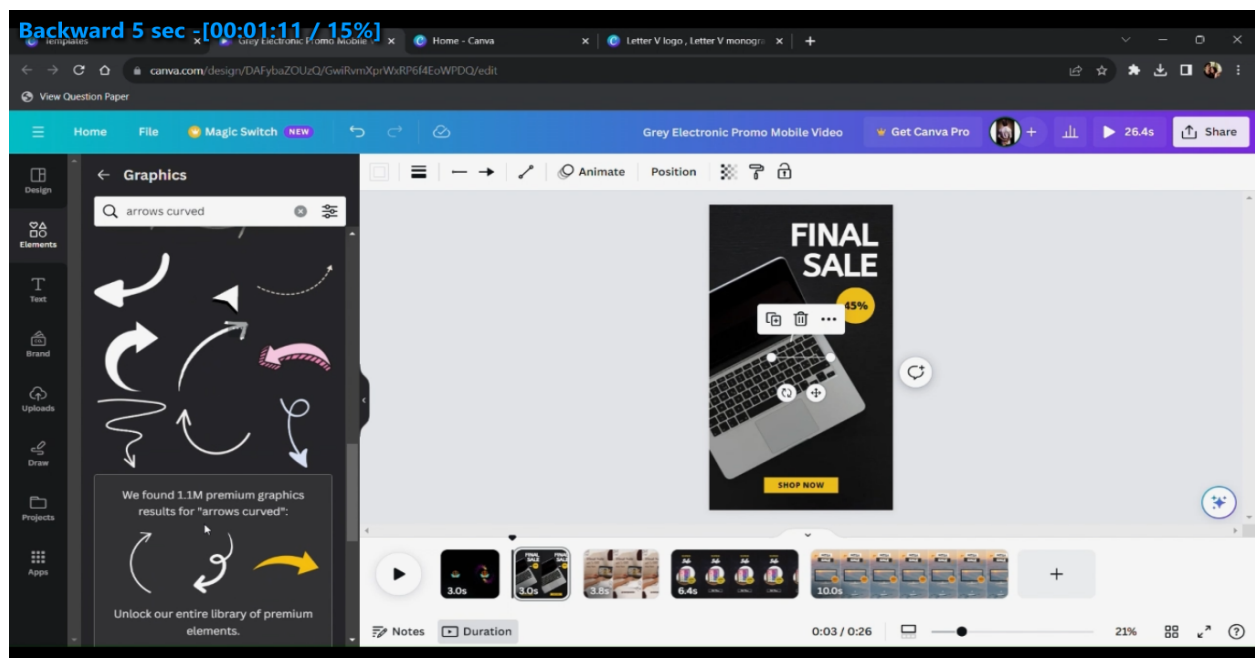 Backward 5 sec -[00:01:11 / 15%]
Templates
Grey Electronic Promo Mobile
Home - Canva
Letter V logo , Letter V monogra
canva.com/design/DAFybaZOUzQ/GwiRvmXprWxRP6f4EoWPDQ/edit
View Question Paper
Home File Magic Switch NEW
Grey Electronic Promo Mobile Video
Get Canva Pro
26.4s
Share
Design
Elements
Text
Brand
Uploads
Draw
Projects
Apps
Graphics
arrows curved
We found 1.1M premium graphics
results for "arrows curved":
Unlock our entire library of premium
elements.
Animate Position
FINAL
SALE
45%
SHOP NOW
3.0s
FINAL SALE
3.0s
3.8s
6.4s
10.0s
Notes Duration
0:03 / 0:26
21%